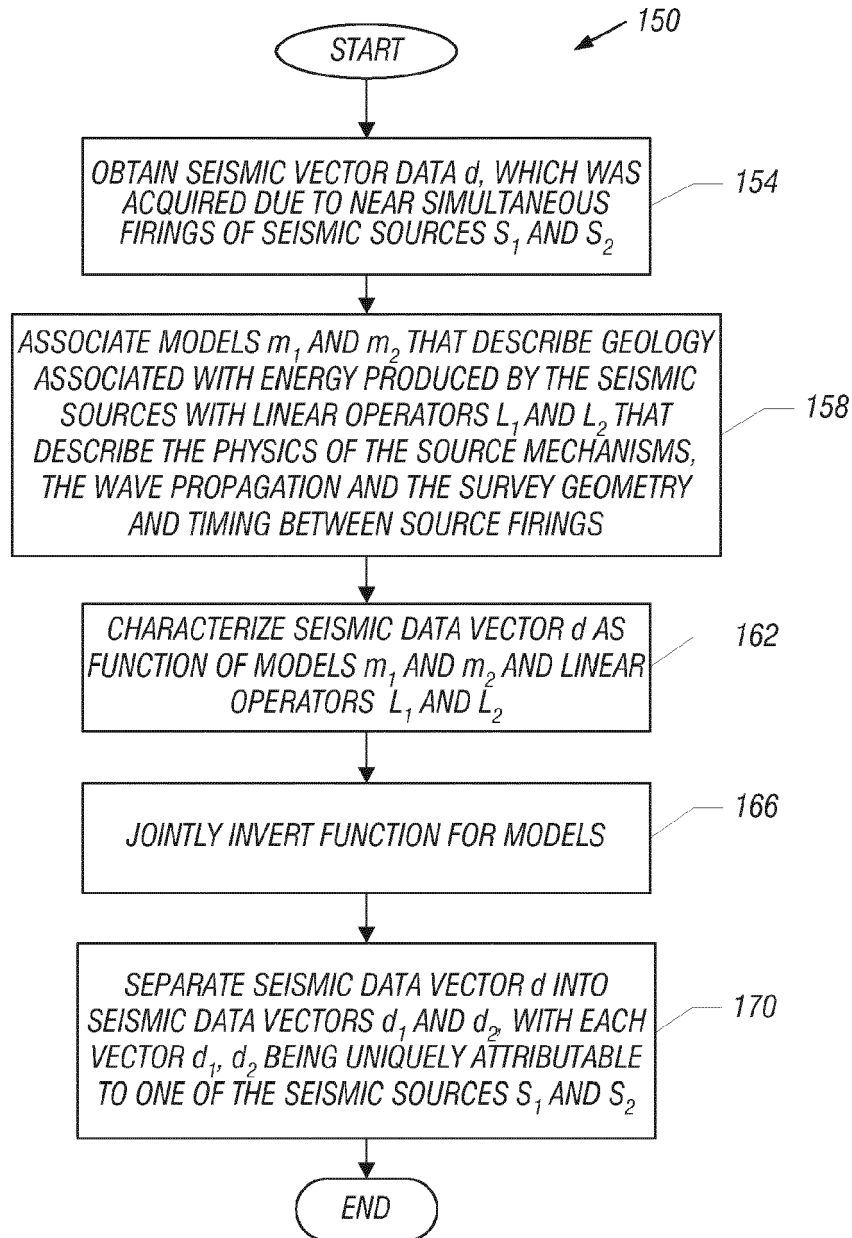 150
START
OBTAIN SEISMIC VECTOR DATA d, WHICH WAS
ACQUIRED DUE TO NEAR SIMULTANEOUS
FIRINGS OF SEISMIC SOURCES S₁ AND S₂
154
ASSOCIATE MODELS m₁ AND m₂ THAT DESCRIBE GEOLOGY
ASSOCIATED WITH ENERGY PRODUCED BY THE SEISMIC
SOURCES WITH LINEAR OPERATORS L₁ AND L₂ THAT
DESCRIBE THE PHYSICS OF THE SOURCE MECHANISMS,
THE WAVE PROPAGATION AND THE SURVEY GEOMETRY
AND TIMING BETWEEN SOURCE FIRINGS
158
CHARACTERIZE SEISMIC DATA VECTOR d AS
FUNCTION OF MODELS m₁ AND m₂ AND LINEAR
OPERATORS L₁ AND L₂
162
JOINTLY INVERT FUNCTION FOR MODELS
166
SEPARATE SEISMIC DATA VECTOR d INTO
SEISMIC DATA VECTORS d₁ AND d₂, WITH EACH
VECTOR d₁, d₂ BEING UNIQUELY ATTRIBUTABLE
TO ONE OF THE SEISMIC SOURCES S₁ AND S₂
170
END